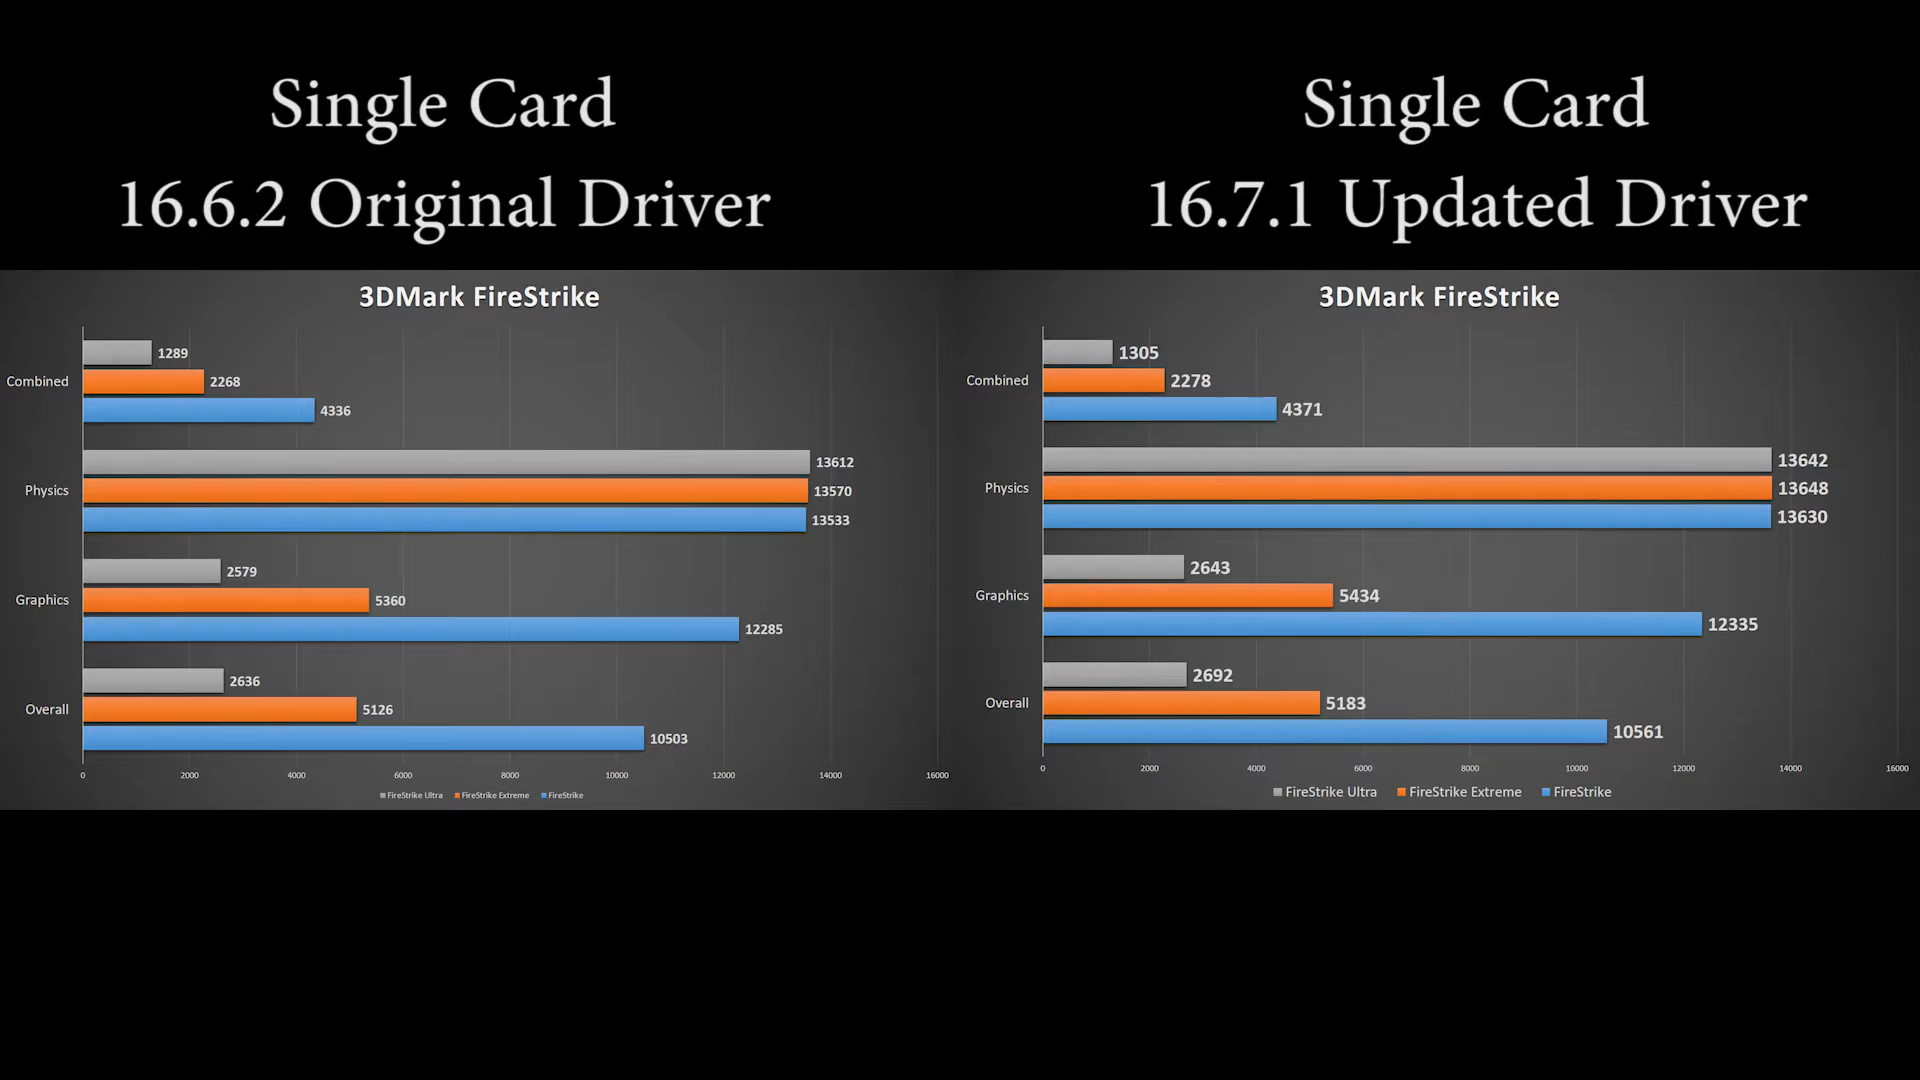 Single Card
16.6.2 Original Driver
Single Card
16.7.1 Updated Driver
3DMark FireStrike
1289
Combined 2268
4336
13612
Physics 13570
13533
2579
Graphics 5360
12285
2636
Overall 5126
10503
0 2000 4000 6000 8000 10000 12000 14000 16000
FireStrike Ultra FireStrike Extreme FireStrike
3DMark FireStrike
1305
Combined 2278
4371
13642
Physics 13648
13630
2643
Graphics 5434
12335
2692
Overall 5183
10561
0 2000 4000 6000 8000 10000 12000 14000 16000
FireStrike Ultra FireStrike Extreme FireStrike